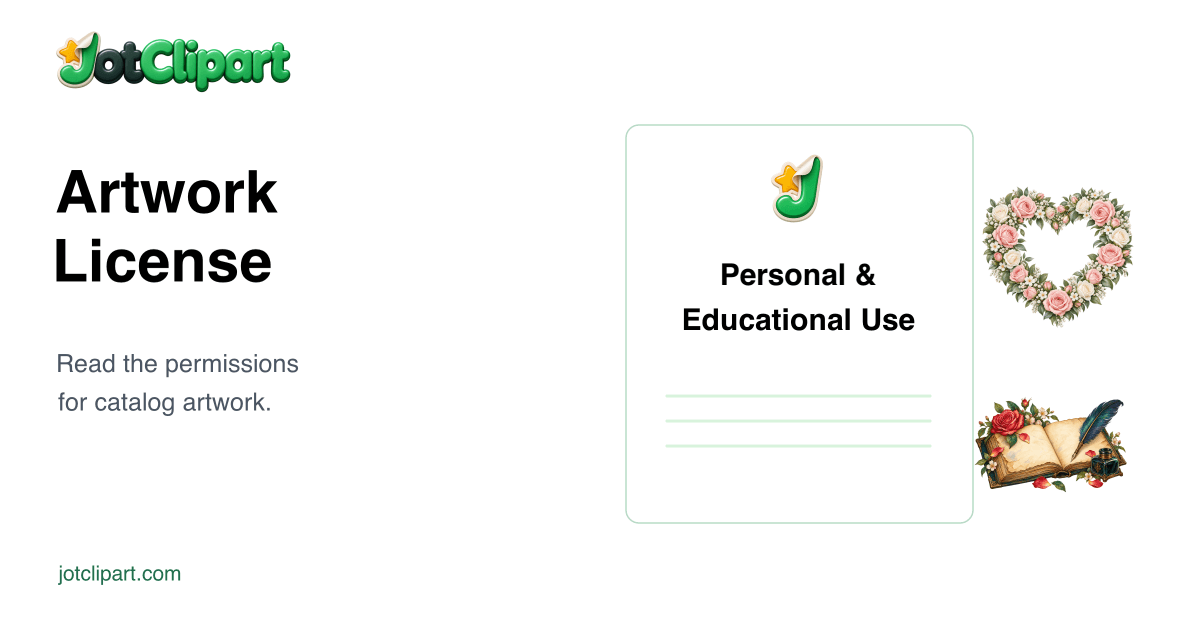 JotClipart
Artwork
License
Read the permissions
for catalog artwork.
jotclipart.com
J
Personal &
Educational Use